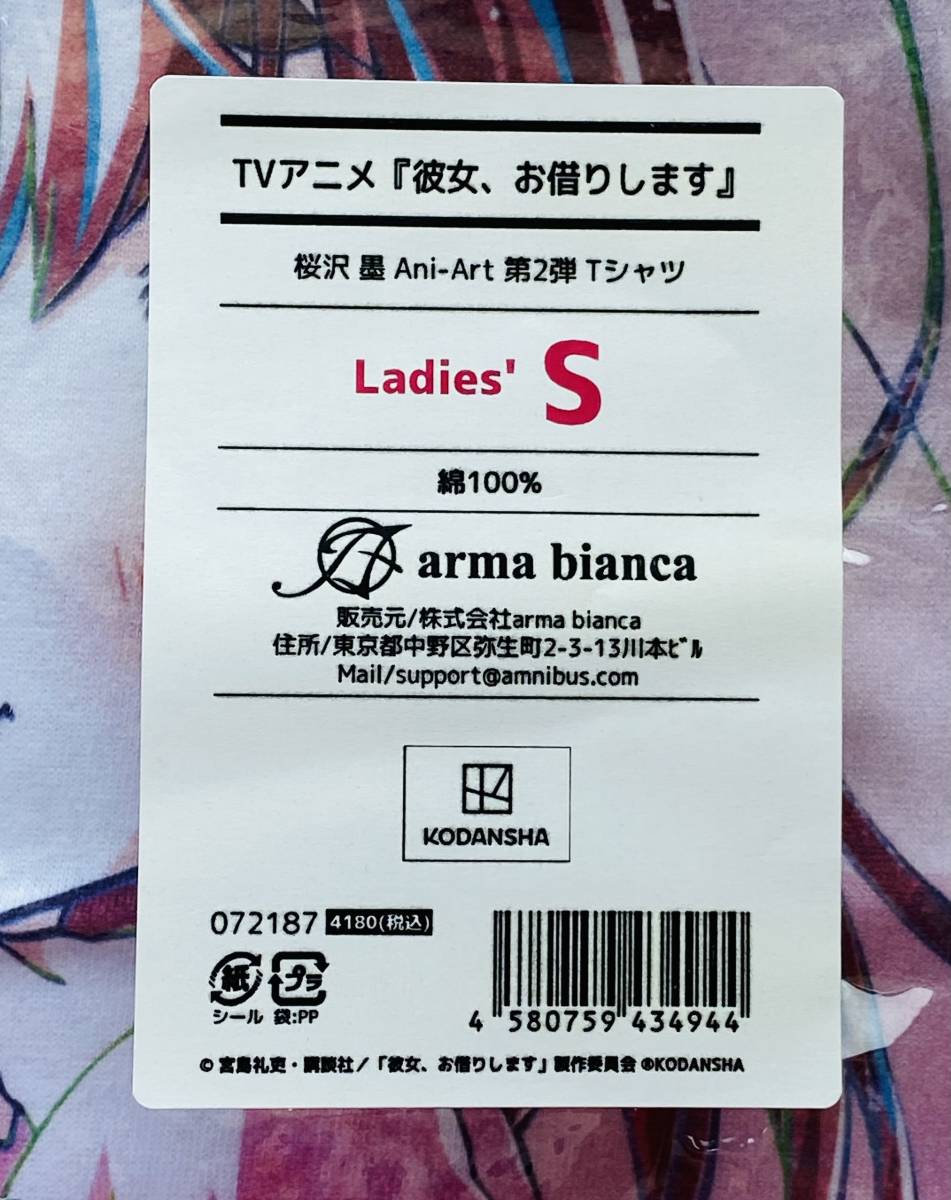 TVアニメ『彼女、お借りします』
桜沢 墨 Ani-Art 第2弾 Tシャツ
Ladies' S
綿100%
arma bianca
販売元/株式会社arma bianca
住所/東京都中野区弥生町2-3-13川本ﾋﾞﾙ
Mail/support@amnibus.com
KODANSHA
072187 4180(税込)
紙 プラ
シール 袋:PP
4 580759 434944
© 宮島礼吏・講談社/「彼女、お借りします」製作委員会 ®KODANSHA